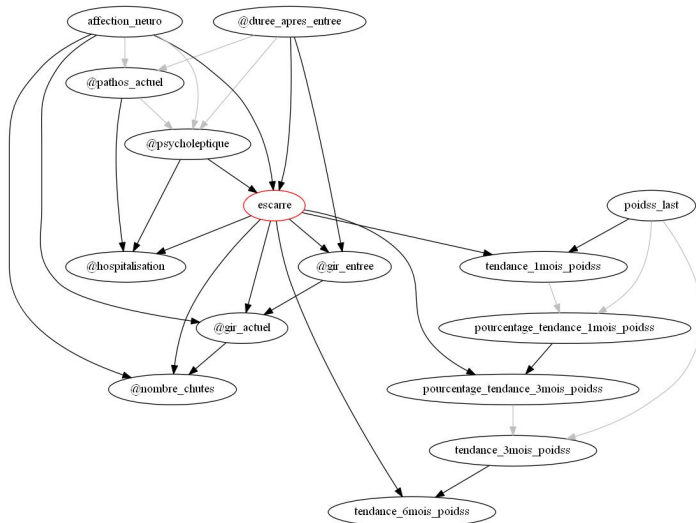 affection_neuro
@duree_apres_entree
@pathos_actuel
@psycholeptique
escarre
poidss_last
@hospitalisation
@gir_entree
tendance_1mois_poidss
@gir_actuel
pourcentage_tendance_1mois_poidss
@nombre_chutes
pourcentage_tendance_3mois_poidss
tendance_3mois_poidss
tendance_6mois_poidss